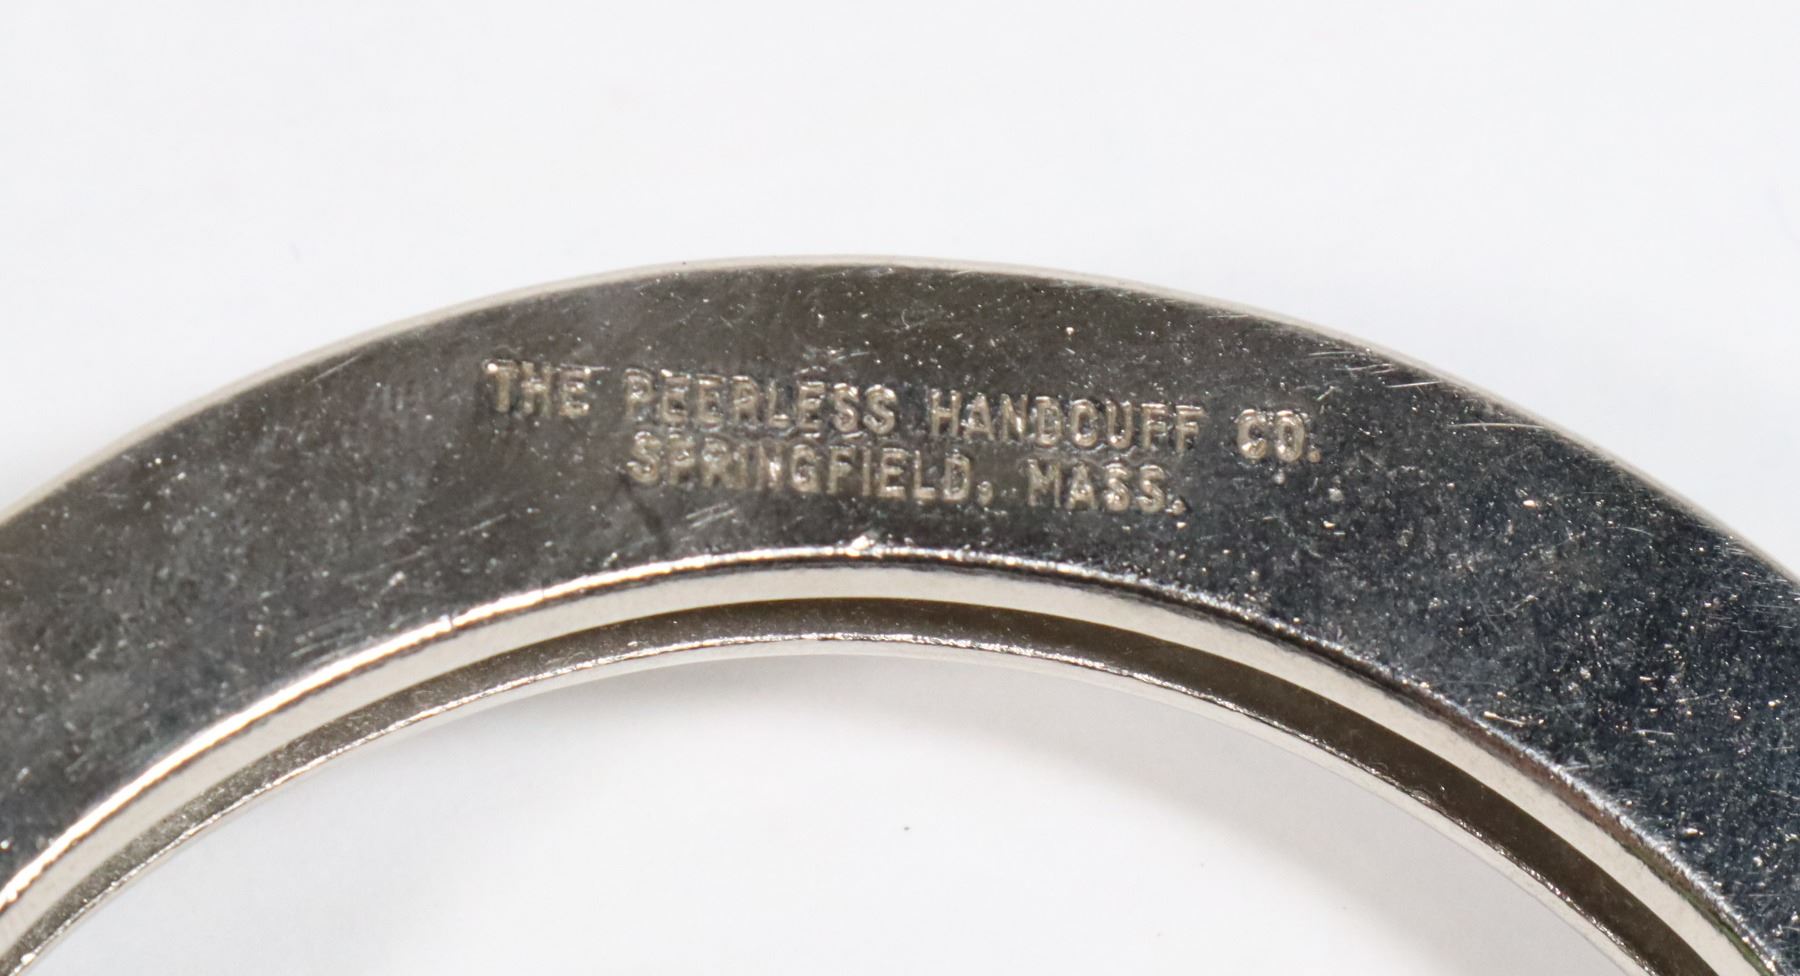 THE PEERLESS HANDCUFF CO.
SPRINGFIELD, MASS.